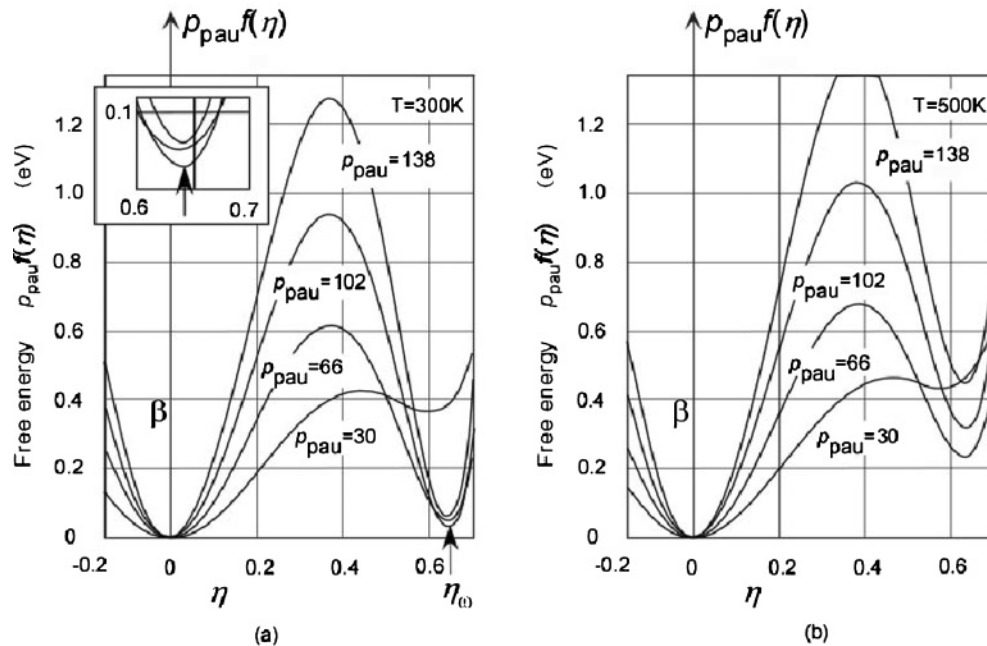 p_pau f(η)
1.2
1.0
0.8
0.6
0.4
0.2
0
Free energy p_pau f(η) (eV)
0.1
0.6 0.7
T=300K
p_pau=138
p_pau=102
p_pau=66
p_pau=30
β
-0.2 0 0.2 0.4 0.6
η
η_ω
(a)
p_pau f(η)
1.2
1.0
0.8
0.6
0.4
0.2
0
Free energy p_pau f(η) (eV)
T=500K
p_pau=138
p_pau=102
p_pau=66
p_pau=30
β
-0.2 0 0.2 0.4 0.6
η
(b)